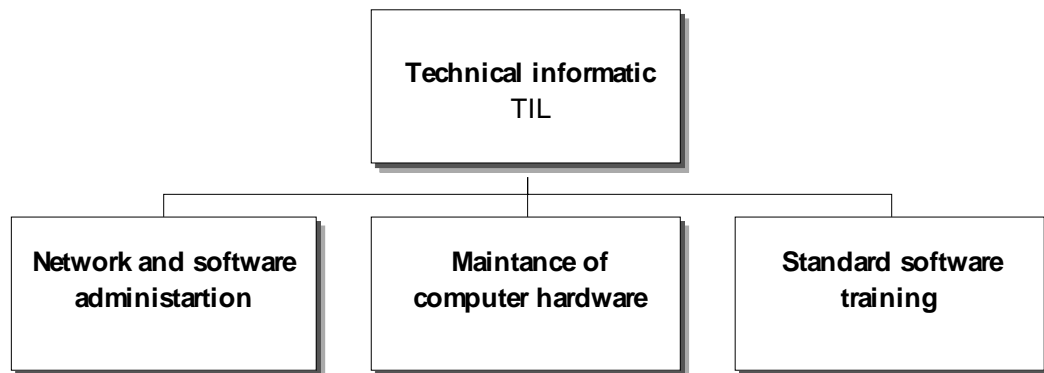 Technical informatic
TIL
Network and software
administartion
Maintance of
computer hardware
Standard software
training